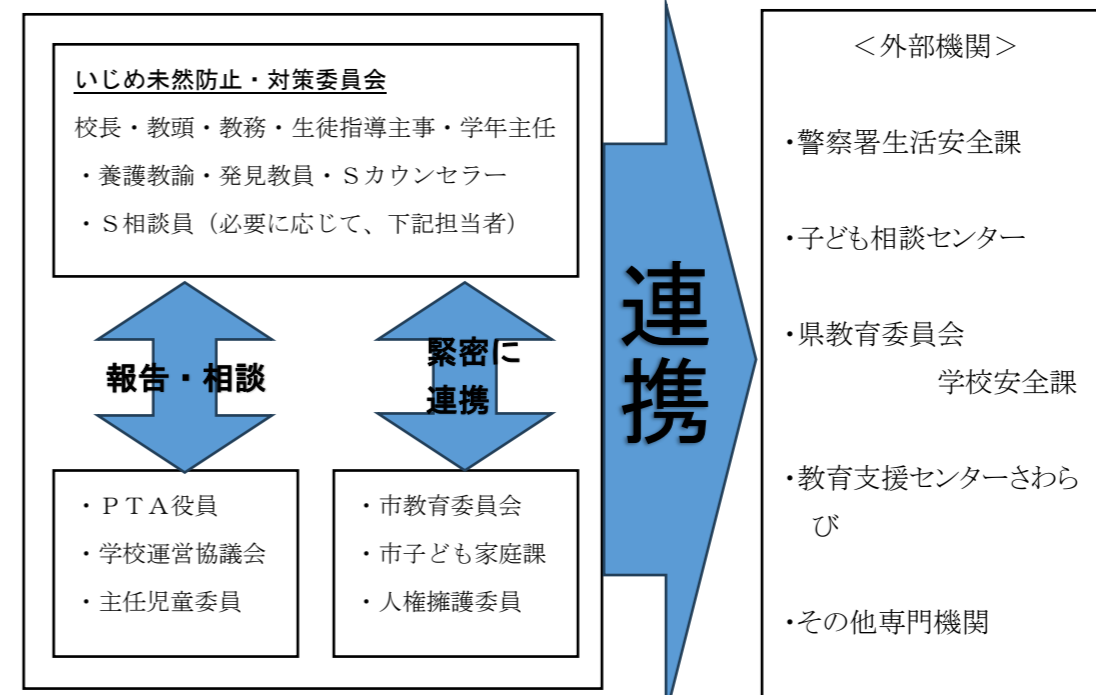 いじめ未然防止・対策委員会
校長・教頭・教務・生徒指導主事・学年主任
・養護教諭・発見教員・Ｓカウンセラー
・Ｓ相談員（必要に応じて、下記担当者）
報告・相談
緊密に
連携
・ＰＴＡ役員
・学校運営協議会
・主任児童委員
・市教育委員会
・市子ども家庭課
・人権擁護委員
連
携
＜外部機関＞
・警察署生活安全課
・子ども相談センター
・県教育委員会
学校安全課
・教育支援センターさわら
び
・その他専門機関